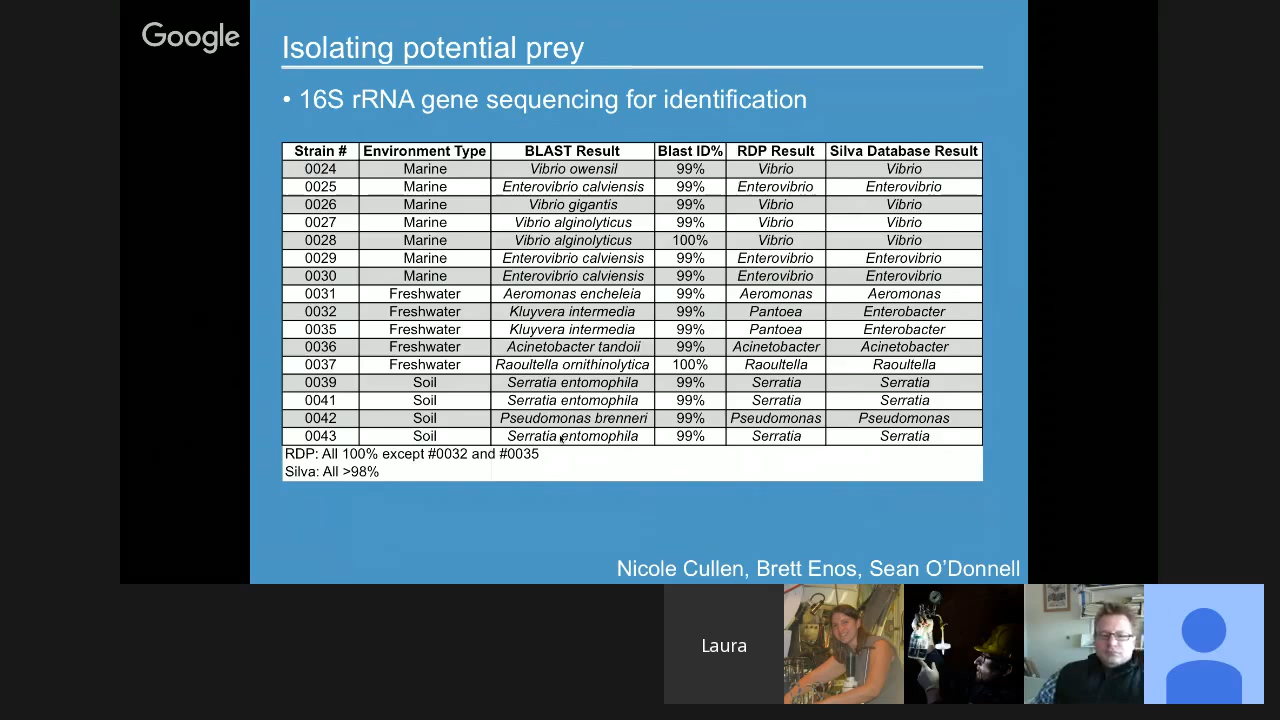 Google
Isolating potential prey
• 16S rRNA gene sequencing for identification
Strain # Environment Type BLAST Result Blast ID% RDP Result Silva Database Result
0024 Marine Vibrio owensil 99% Vibrio Vibrio
0025 Marine Enterovibrio calviensis 99% Enterovibrio Enterovibrio
0026 Marine Vibrio gigantis 99% Vibrio Vibrio
0027 Marine Vibrio alginolyticus 99% Vibrio Vibrio
0028 Marine Vibrio alginolyticus 100% Vibrio Vibrio
0029 Marine Enterovibrio calviensis 99% Enterovibrio Enterovibrio
0030 Marine Enterovibrio calviensis 99% Enterovibrio Enterovibrio
0031 Freshwater Aeromonas encheleia 99% Aeromonas Aeromonas
0032 Freshwater Kluyvera intermedia 99% Pantoea Enterobacter
0035 Freshwater Kluyvera intermedia 99% Pantoea Enterobacter
0036 Freshwater Acinetobacter tandoii 99% Acinetobacter Acinetobacter
0037 Freshwater Raoultella ornithinolytica 100% Raoultella Raoultella
0039 Soil Serratia entomophila 99% Serratia Serratia
0041 Soil Serratia entomophila 99% Serratia Serratia
0042 Soil Pseudomonas brenneri 99% Pseudomonas Pseudomonas
0043 Soil Serratia entomophila 99% Serratia Serratia
RDP: All 100% except #0032 and #0035
Silva: All >98%
Nicole Cullen, Brett Enos, Sean O’Donnell
Laura